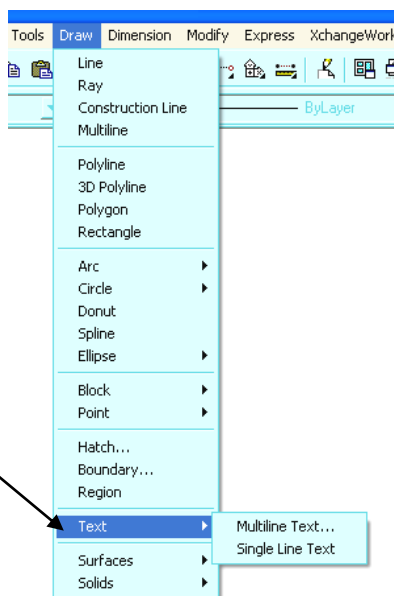 Tools Draw Dimension Modify Express XchangeWork
ByLayer
Line
Ray
Construction Line
Multiline
Polyline
3D Polyline
Polygon
Rectangle
Arc
Circle
Donut
Spline
Ellipse
Block
Point
Hatch...
Boundary...
Region
Text
Multiline Text...
Single Line Text
Surfaces
Solids